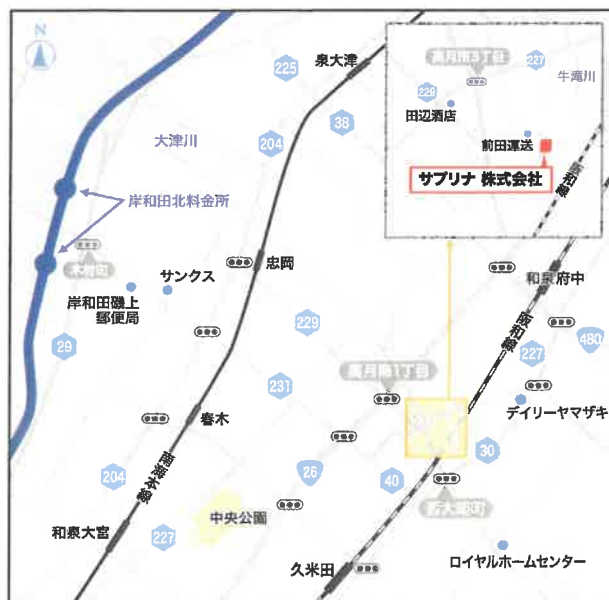 N
225
泉大津
大津川
204
38
岸和田北料金所
木材町
岸和田磯上
郵便局
サンクス
忠岡
29
229
231
春木
南海本線
204
26
和泉大宮
227
中央公園
40
久米田
30
ロイヤルホームセンター
デイリーヤマザキ
480
227
阪和線
和泉府中
227
牛滝川
229
田辺酒店
前田運送
サプリナ 株式会社
阪和線